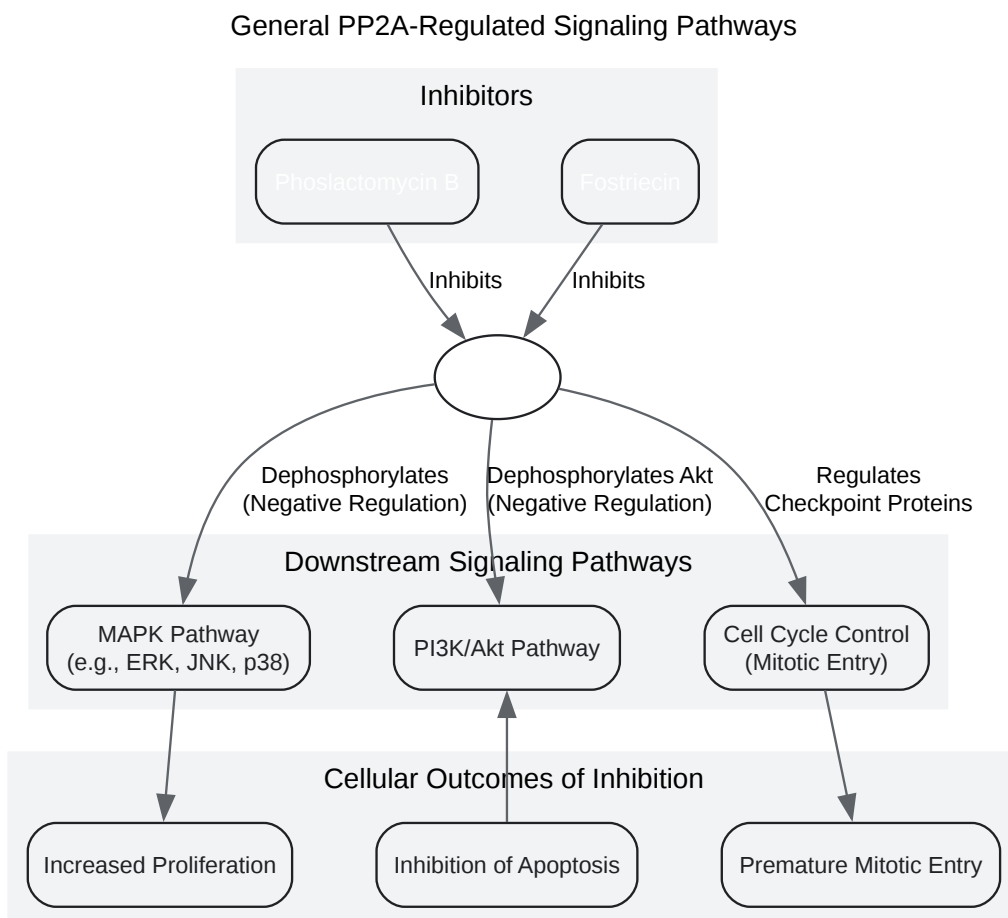 General PP2A-Regulated Signaling Pathways
Inhibitors
Phoslactomycin B
Fostriecin
Inhibits
Inhibits
Dephosphorylates
(Negative Regulation)
Dephosphorylates Akt
(Negative Regulation)
Regulates
Checkpoint Proteins
Downstream Signaling Pathways
MAPK Pathway
(e.g., ERK, JNK, p38)
PI3K/Akt Pathway
Cell Cycle Control
(Mitotic Entry)
Cellular Outcomes of Inhibition
Increased Proliferation
Inhibition of Apoptosis
Premature Mitotic Entry